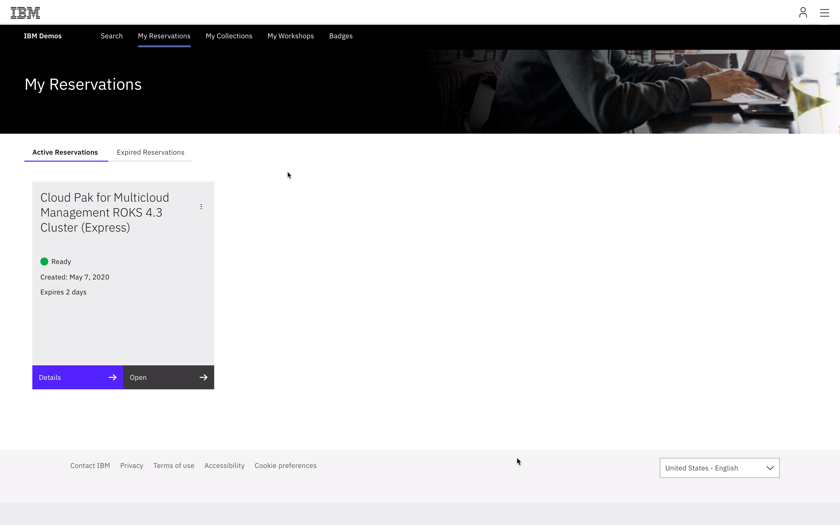 IBM
IBM Demos
Search
My Reservations
My Collections
My Workshops
Badges
My Reservations
Active Reservations
Expired Reservations
Cloud Pak for Multicloud
Management ROKS 4.3
Cluster (Express)
Ready
Created: May 7, 2020
Expires 2 days
Details
Open
Contact IBM
Privacy
Terms of use
Accessibility
Cookie preferences
United States - English